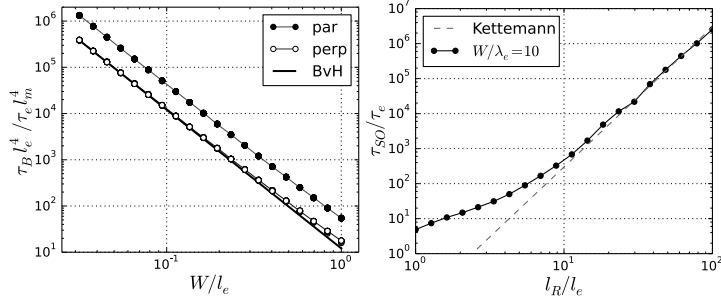 τ_B l_e^4 / τ_e l_m^4
10^6
10^5
10^4
10^3
10^2
10^1
10^-1
10^0
W/l_e
par
perp
BvH
τ_SO/τ_e
10^7
10^6
10^5
10^4
10^3
10^2
10^1
10^0
10^0
10^1
10^2
l_R/l_e
Kettemann
W/λ_e=10